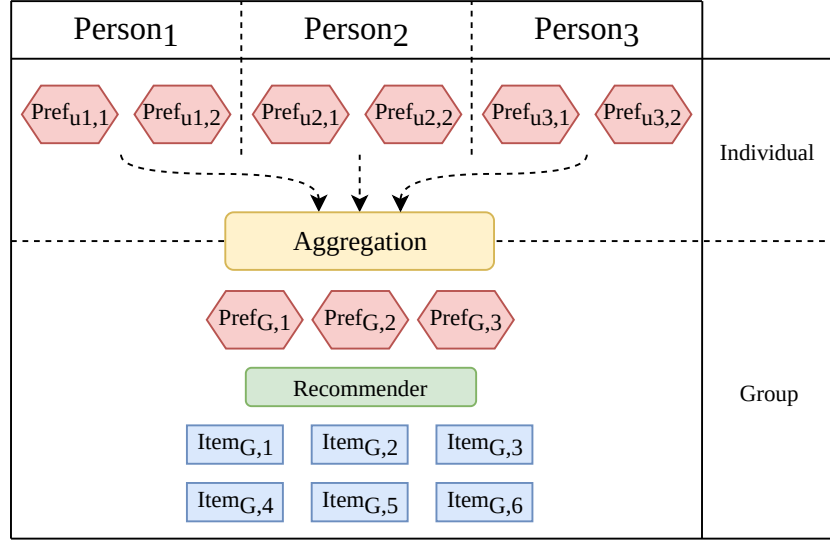 Person1 Person2 Person3
Prefu1,1 Prefu1,2 Prefu2,1 Prefu2,2 Prefu3,1 Prefu3,2
Individual
Aggregation
PrefG,1 PrefG,2 PrefG,3
Recommender
Group
ItemG,1 ItemG,2 ItemG,3
ItemG,4 ItemG,5 ItemG,6